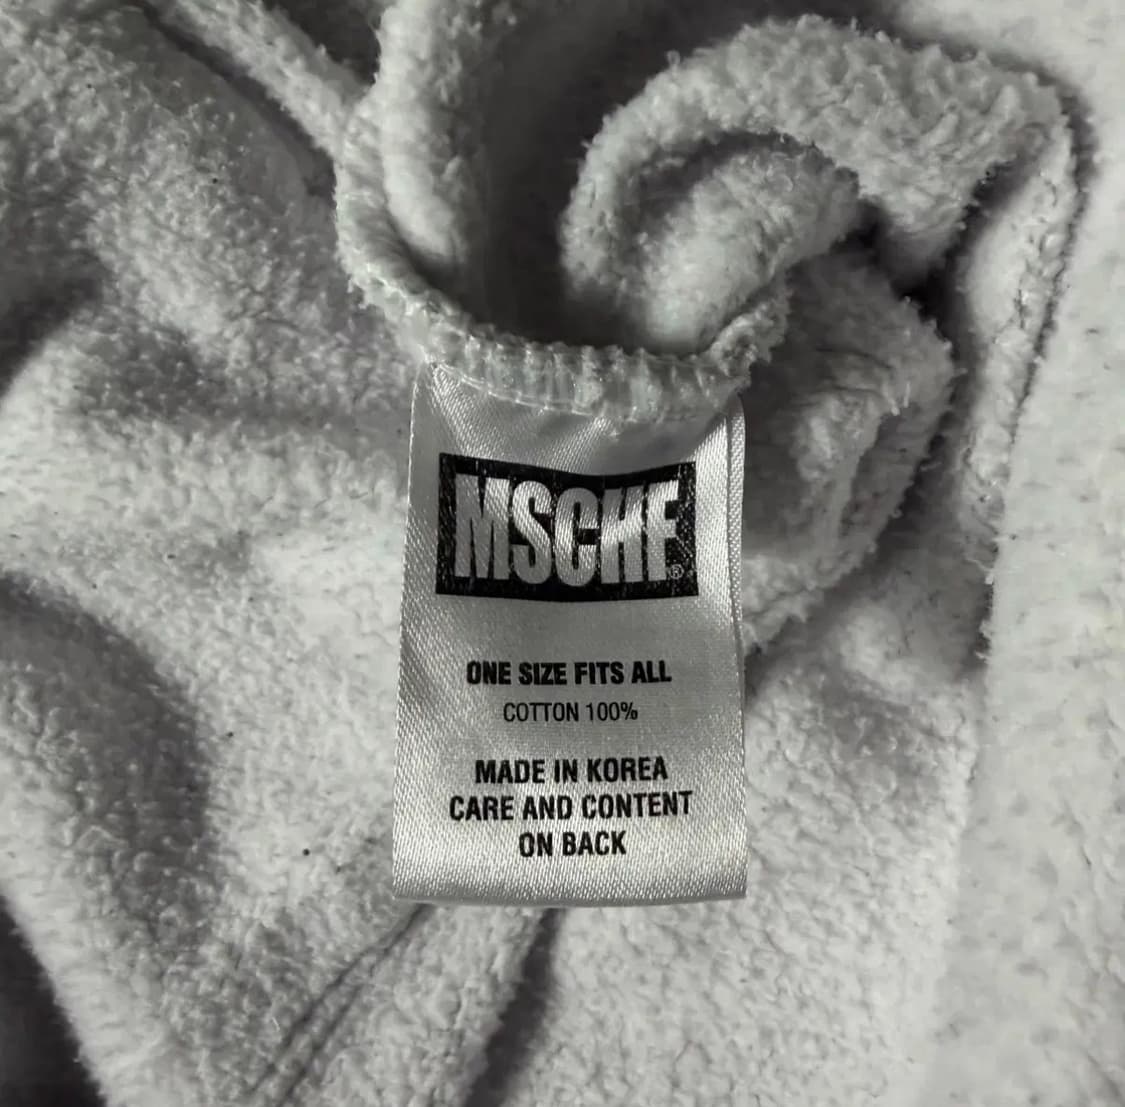 MSCHF®
ONE SIZE FITS ALL
COTTON 100%
MADE IN KOREA
CARE AND CONTENT
ON BACK